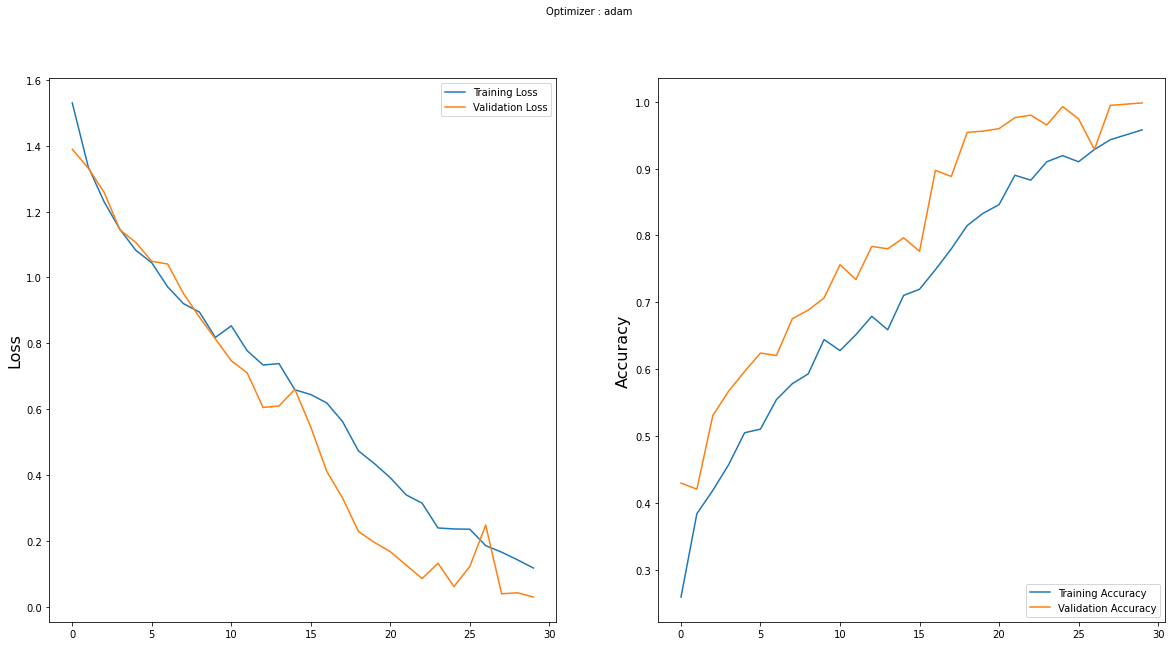 Optimizer : adam
Loss
1.6
1.4
1.2
1.0
0.8
0.6
0.4
0.2
0.0
0 5 10 15 20 25 30
Training Loss
Validation Loss
Accuracy
1.0
0.9
0.8
0.7
0.6
0.5
0.4
0.3
0 5 10 15 20 25 30
Training Accuracy
Validation Accuracy